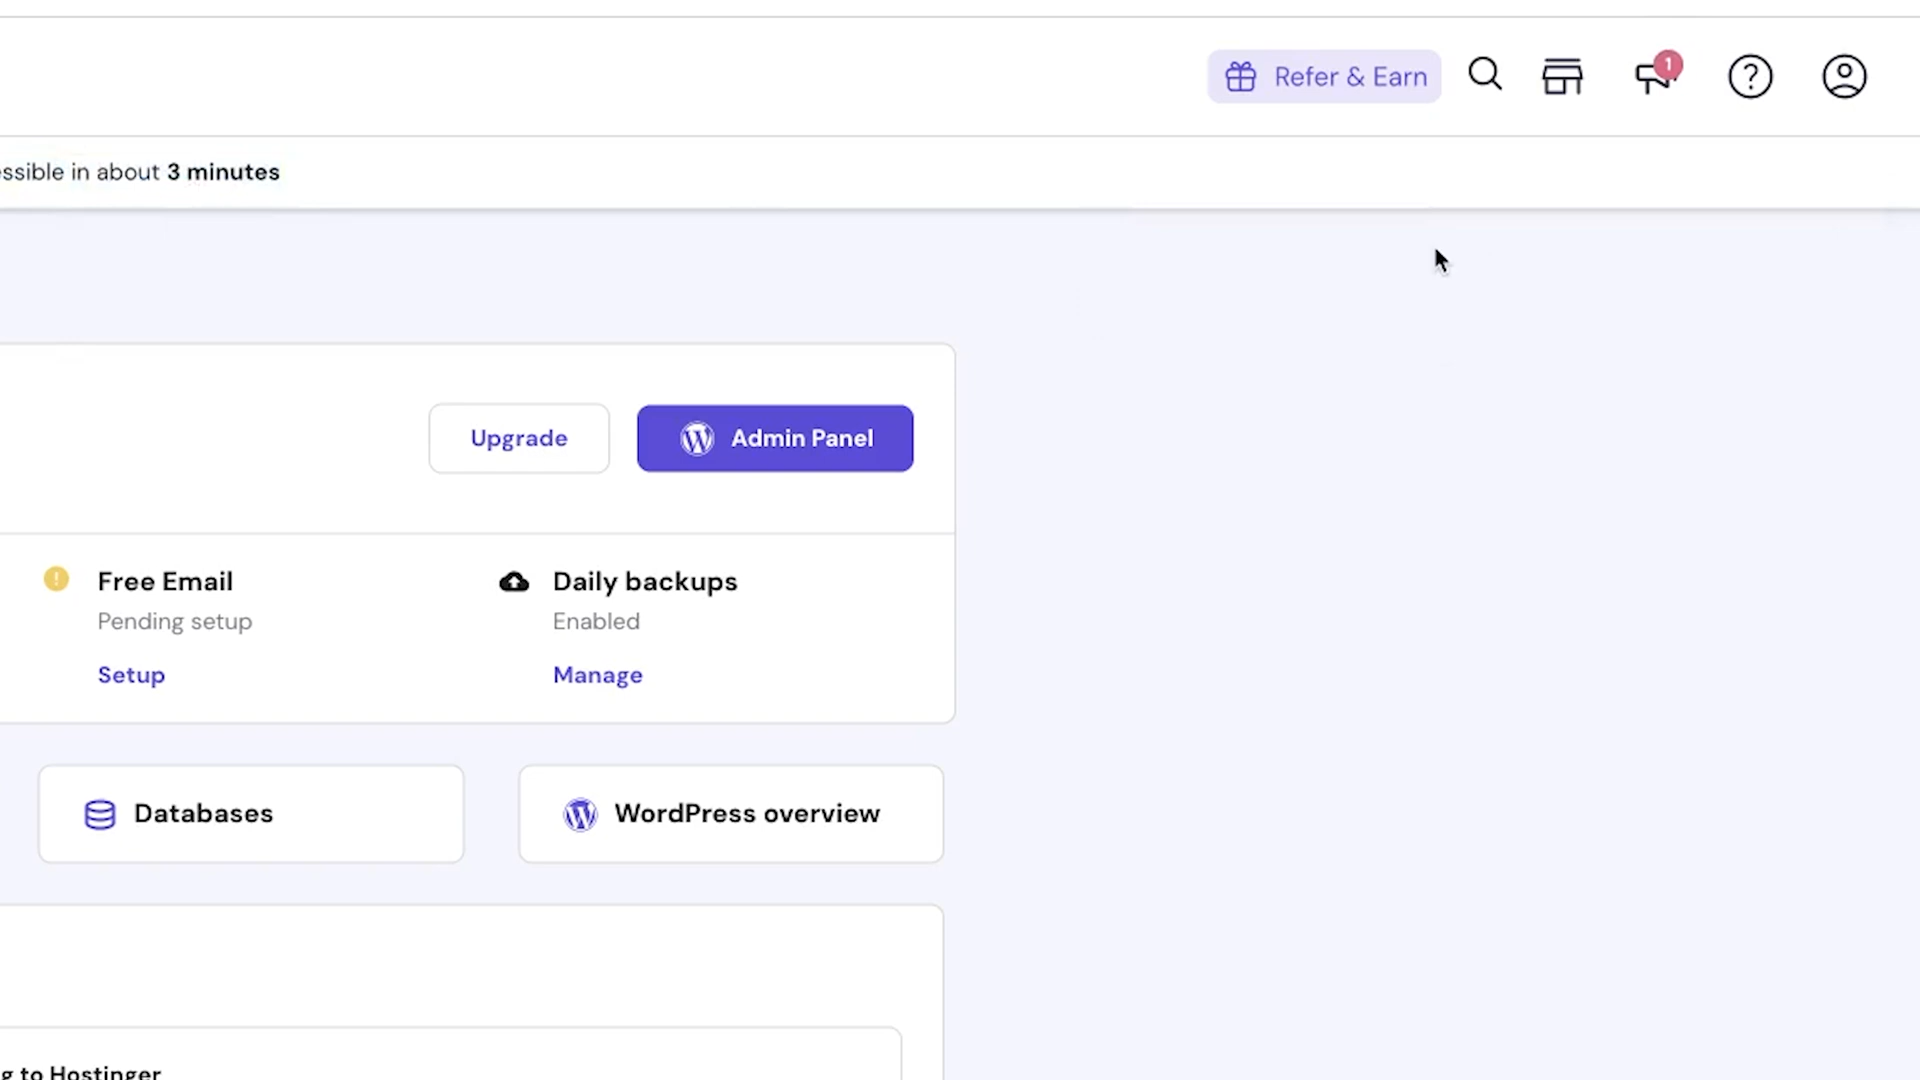 Refer & Earn
1
essible in about 3 minutes
Upgrade
Admin Panel
Free Email
Daily backups
Pending setup
Enabled
Setup
Manage
Databases
WordPress overview
g to Hostinger